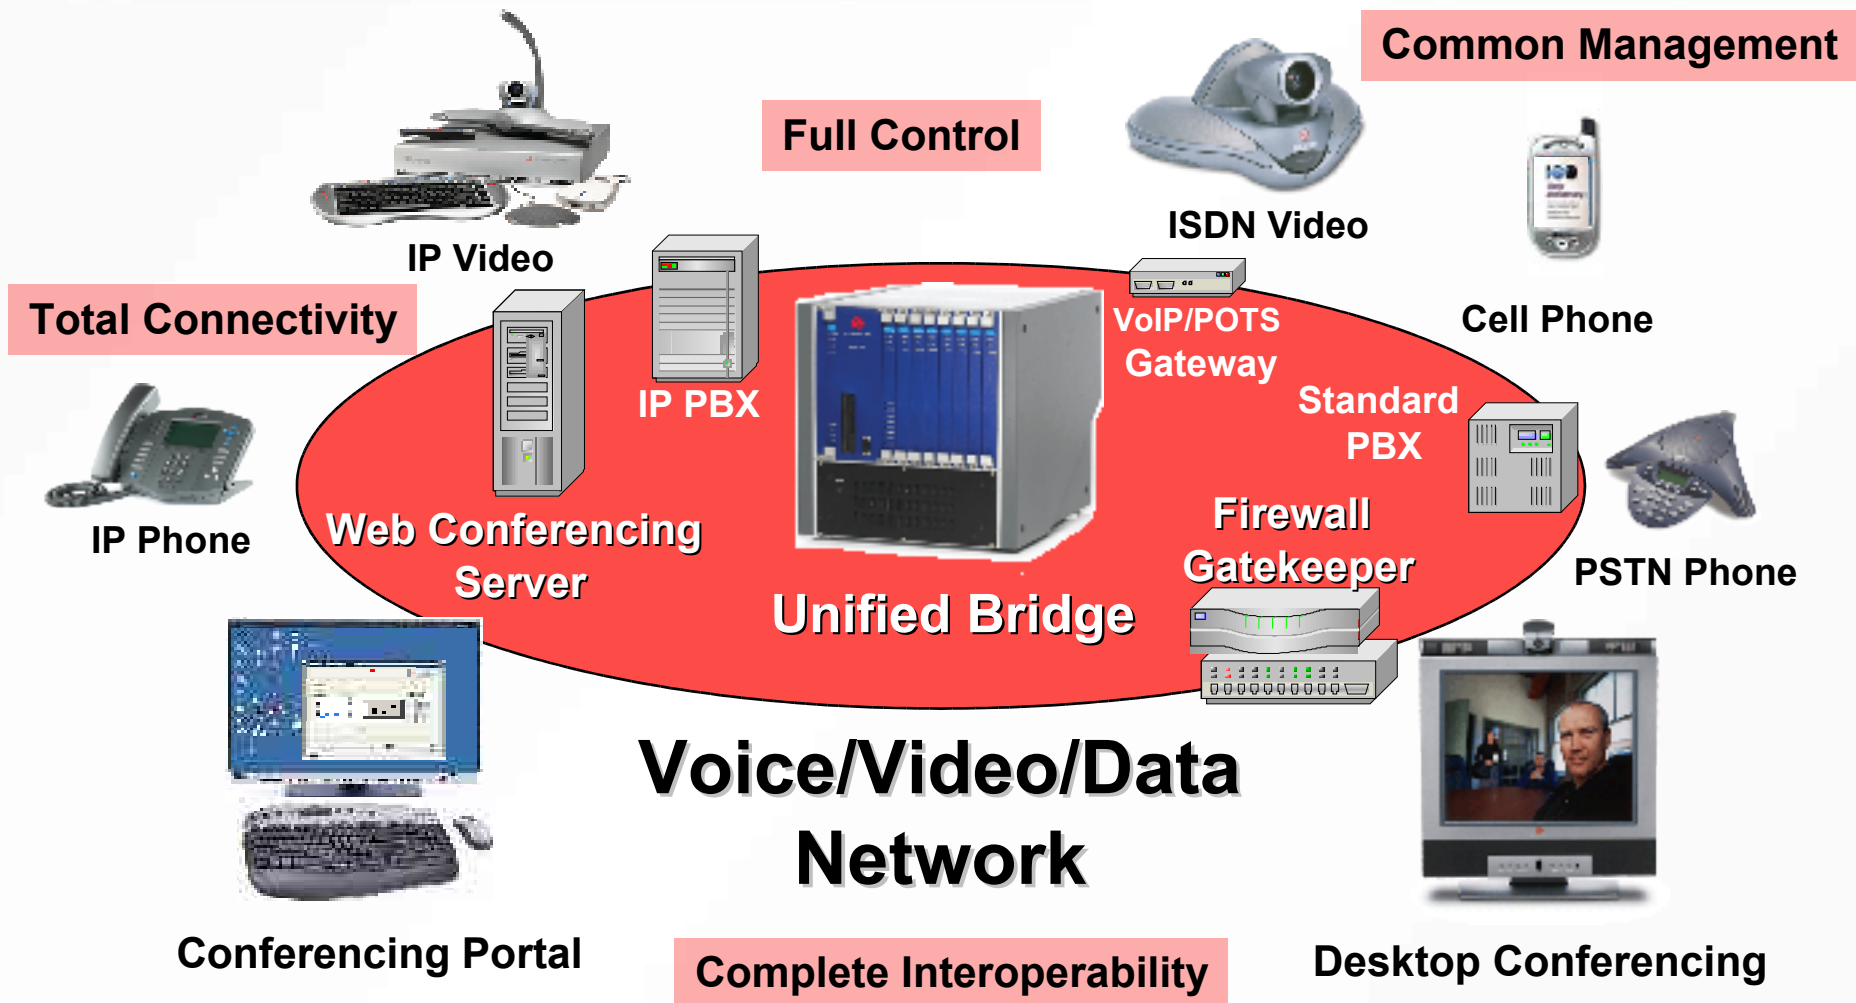 Common Management
Full Control
ISDN Video
IP Video
Total Connectivity
VoIP/POTS
Gateway
Cell Phone
IP PBX
Standard
PBX
IP Phone
Web Conferencing
Server
Firewall
Gatekeeper
PSTN Phone
Unified Bridge
Voice/Video/Data
Network
Conferencing Portal
Complete Interoperability
Desktop Conferencing